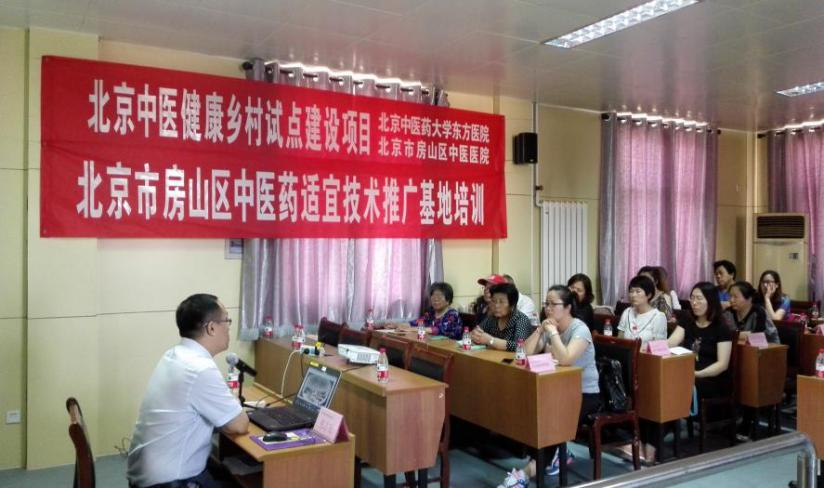 北京中医健康乡村试点建设项目
北京中医药大学东方医院
北京市房山区中医医院
北京市房山区中医药适宜技术推广基地培训